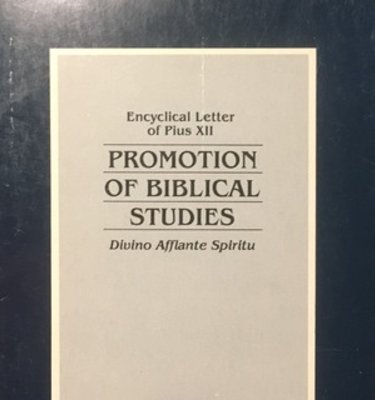 Encyclical Letter
of Pius XII
PROMOTION
OF BIBLICAL
STUDIES
Divino Afflante Spiritu